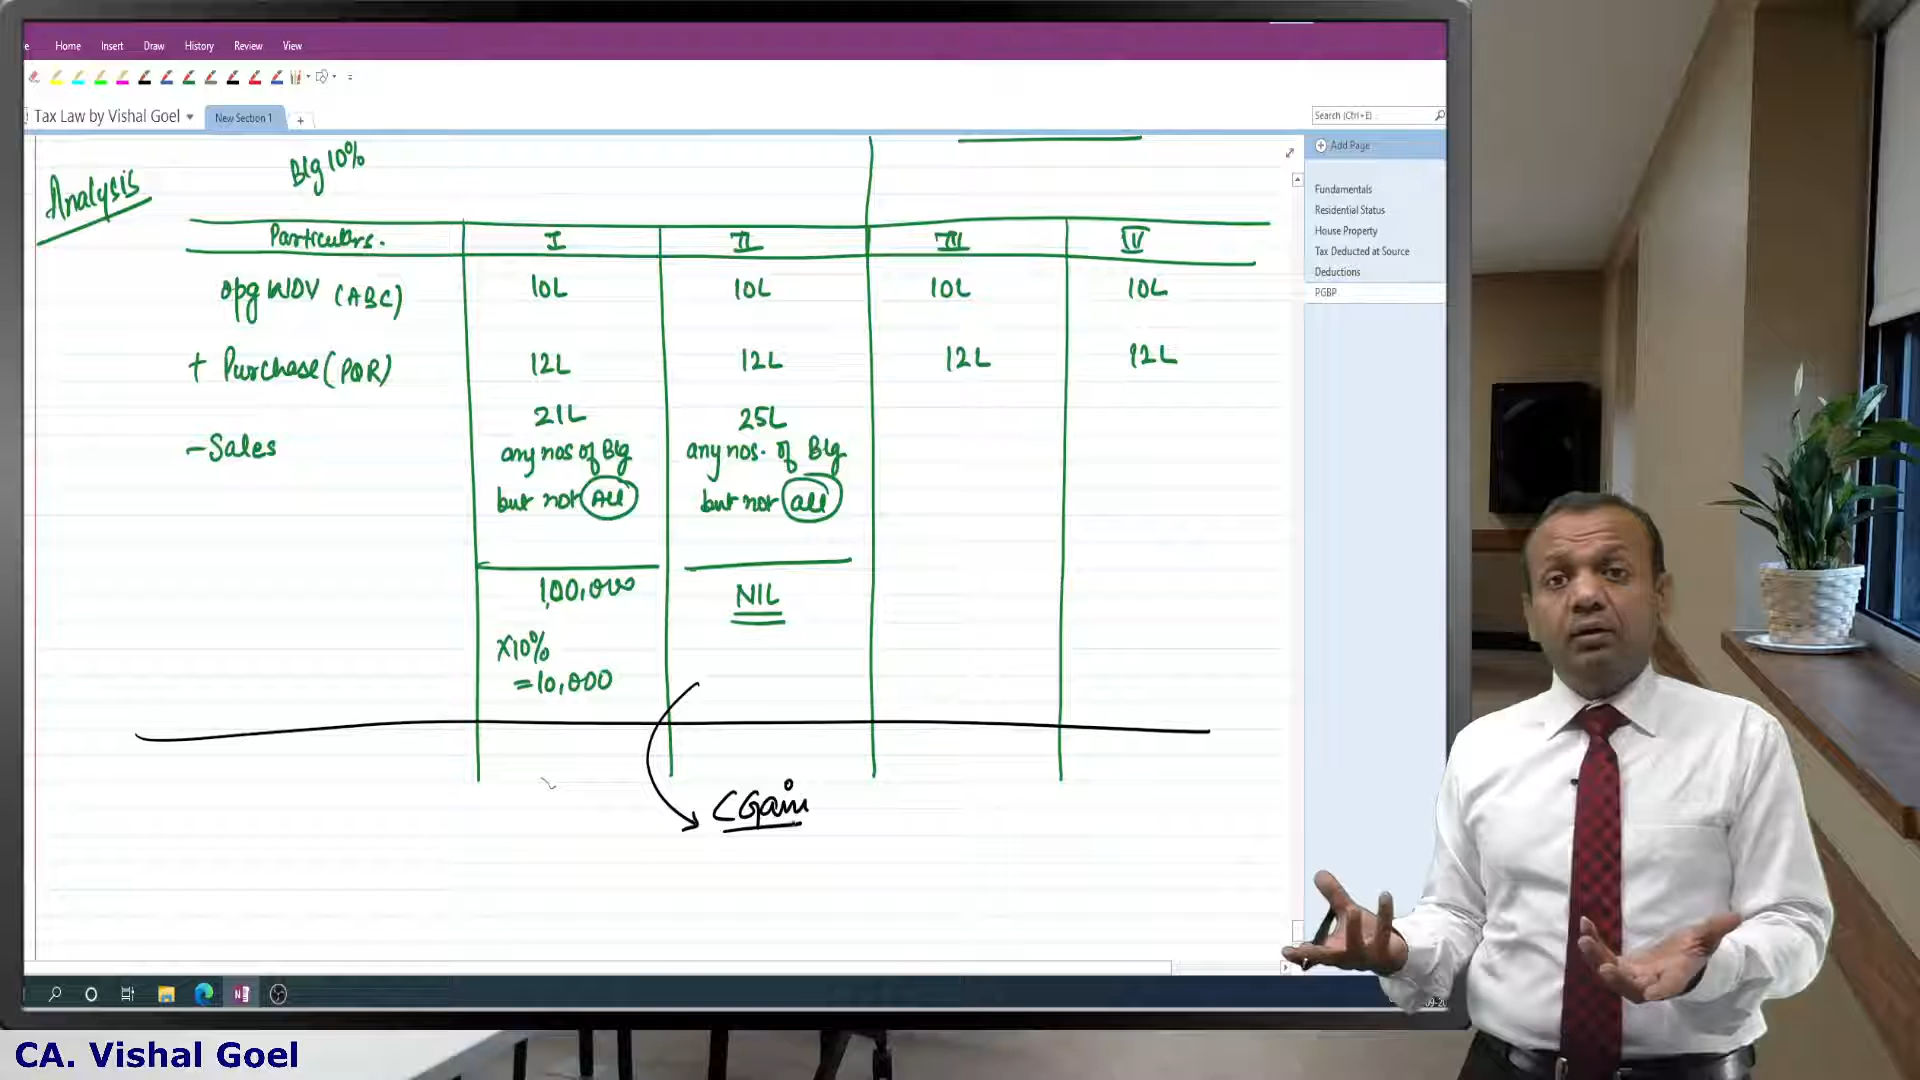 Home Insert Draw History Review View
Tax Law by Vishal Goel New Section 1 +
Search (Ctrl+E)
Add Page
Fundamentals
Residential Status
House Property
Tax Deducted at Source
Deductions
PGBP
Analysis
Blg 10%
Particulars. I II III IV
opg WDV (ABC) 10L 10L 10L 10L
+ Purchase (PQR) 12L 12L 12L 12L
21L 25L
- Sales
any nos of Blg any nos. of Blg
but not All but not all
1,00,000 NIL
x10%
=10,000
CGain
CA. Vishal Goel